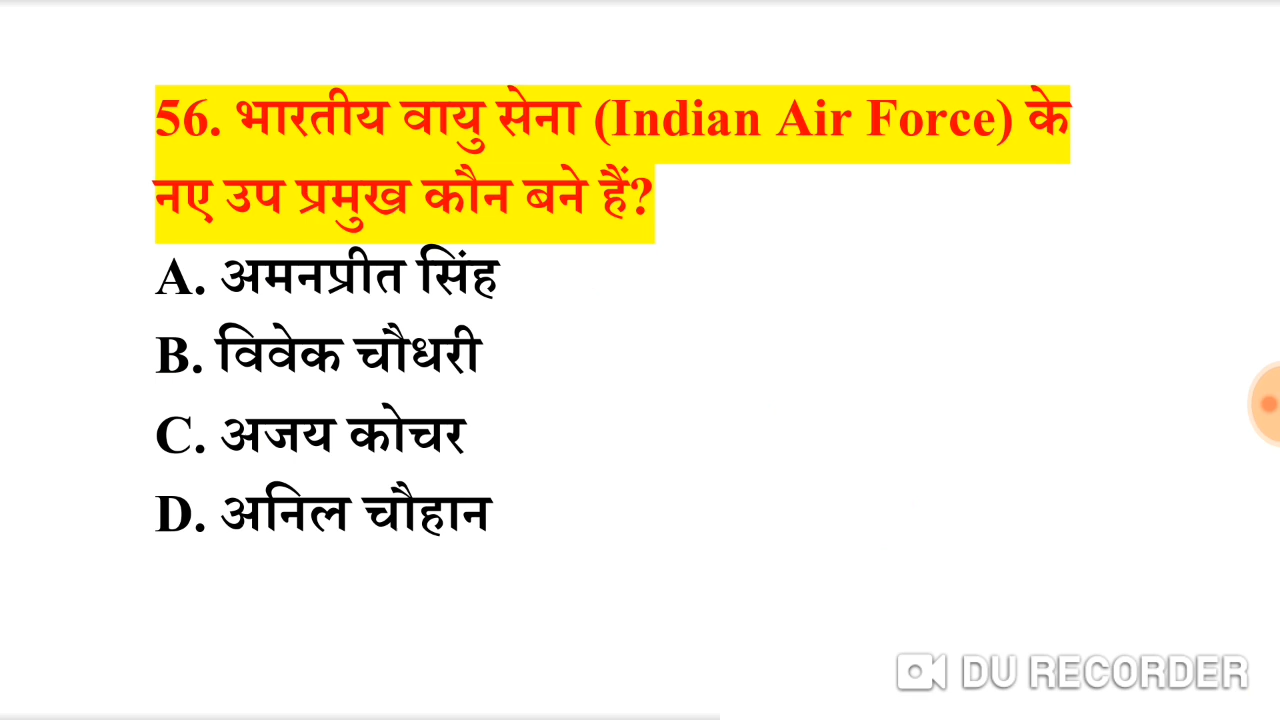 56. भारतीय वायु सेना (Indian Air Force) के
नए उप प्रमुख कौन बने हैं?
A. अमनप्रीत सिंह
B. विवेक चौधरी
C. अजय कोचर
D. अनिल चौहान
DU RECORDER